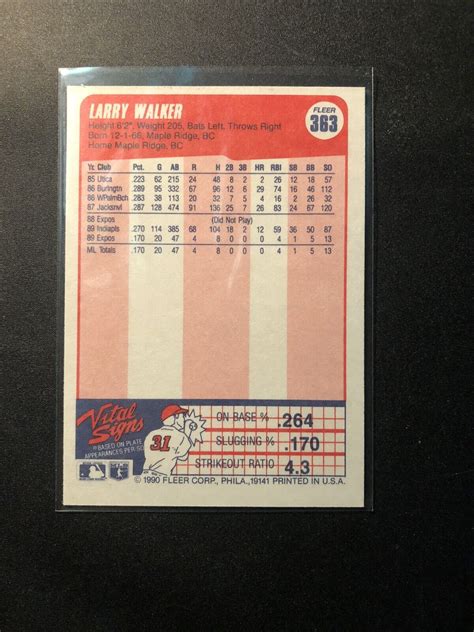 LARRY WALKER
FLEER
363
Height 6'2", Weight 205, Bats Left, Throws Right
Born 12-1-66, Maple Ridge, BC
Home Maple Ridge, BC
Yr. Club Pct. G AB R H 2B 3B HR RBI SB BB SO
85 Utica .223 62 215 24 48 8 2 2 26 12 18 57
86 Burlngtn .289 95 332 67 96 12 6 29 74 16 46 112
86 WPalmBch .283 38 113 20 32 7 5 4 16 2 26 32
87 Jacksnvl .287 128 474 91 136 25 7 26 83 24 67 120
88 Expos (Did Not Play)
89 Indiapls .270 114 385 68 104 18 2 12 59 36 50 87
89 Expos .170 20 47 4 8 0 0 0 4 1 5 13
ML Totals .170 20 47 4 8 0 0 0 4 1 5 13
Vital Signs
BASED ON PLATE
APPEARANCES PER SO
31
ON BASE % .264
SLUGGING % .170
STRIKEOUT RATIO 4.3
© 1990 FLEER CORP., PHILA., 19141 PRINTED IN U.S.A.